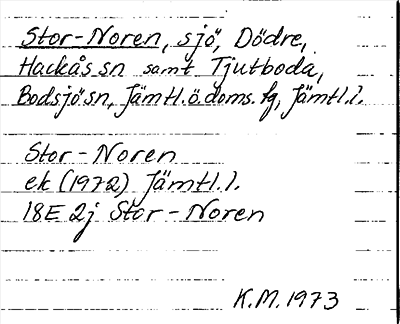 Stor-Noren, sjö, Dödre,
Hackås sn samt Tjutboda,
Bodsjö sn, Jämtl.ö.doms.fg, Jämtl.l.
Stor-Noren
ek (1972) Jämtl.l.
18E 2j Stor-Noren
K.M. 1973